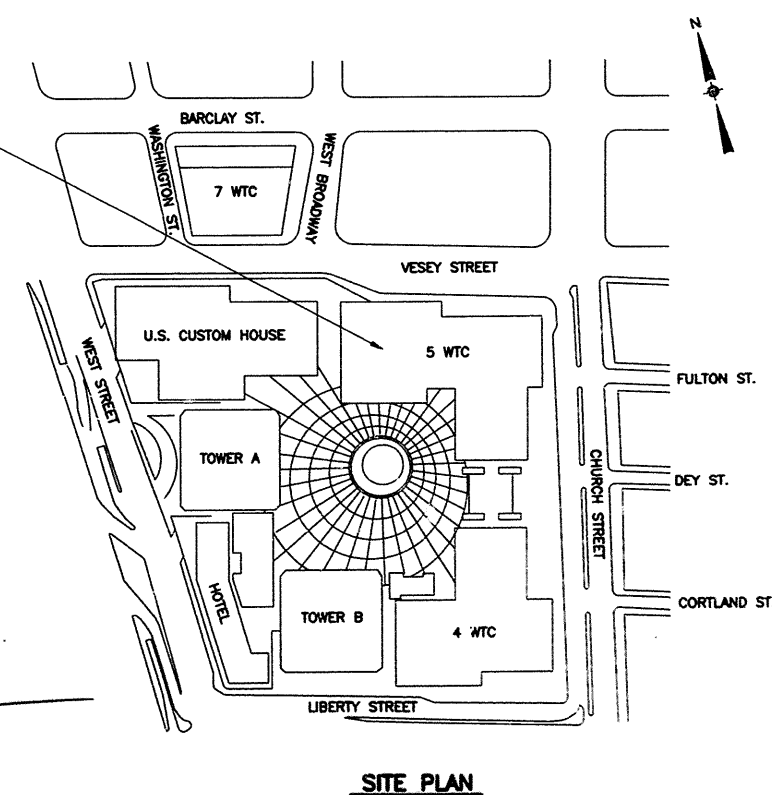 N
BARCLAY ST.
WASHINGTON ST.
7 WTC
WEST BROADWAY
VESEY STREET
U.S. CUSTOM HOUSE
5 WTC
WEST STREET
FULTON ST.
TOWER A
CHURCH STREET
DEY ST.
HOTEL
TOWER B
4 WTC
CORTLAND ST
LIBERTY STREET
SITE PLAN